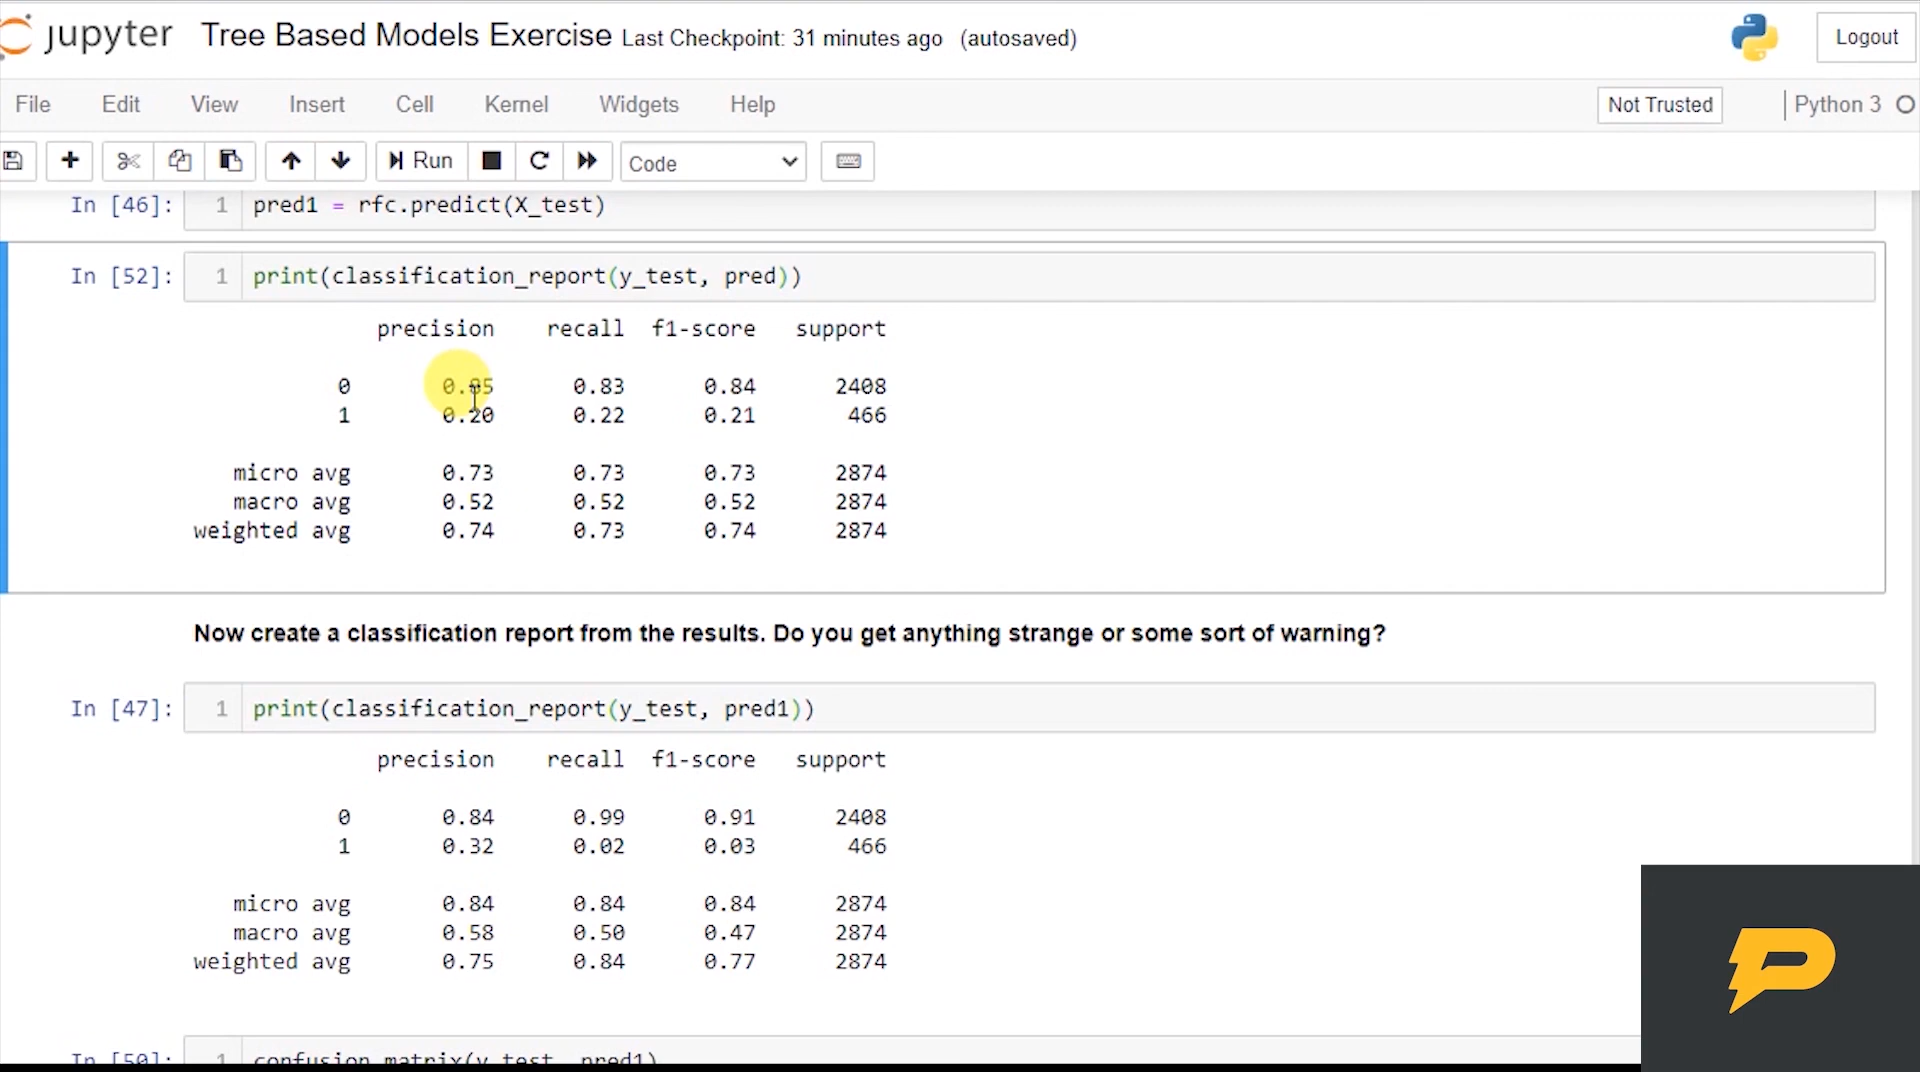 jupyter Tree Based Models Exercise Last Checkpoint: 31 minutes ago (autosaved) Logout
File Edit View Insert Cell Kernel Widgets Help Not Trusted Python 3
Run Code
In [46]: 1 pred1 = rfc.predict(X_test)
In [52]: 1 print(classification_report(y_test, pred))
precision recall f1-score support
0 0.85 0.83 0.84 2408
1 0.20 0.22 0.21 466
micro avg 0.73 0.73 0.73 2874
macro avg 0.52 0.52 0.52 2874
weighted avg 0.74 0.73 0.74 2874
Now create a classification report from the results. Do you get anything strange or some sort of warning?
In [47]: 1 print(classification_report(y_test, pred1))
precision recall f1-score support
0 0.84 0.99 0.91 2408
1 0.32 0.02 0.03 466
micro avg 0.84 0.84 0.84 2874
macro avg 0.58 0.50 0.47 2874
weighted avg 0.75 0.84 0.77 2874
In [50]: 1 confusion_matrix(y_test, pred1)